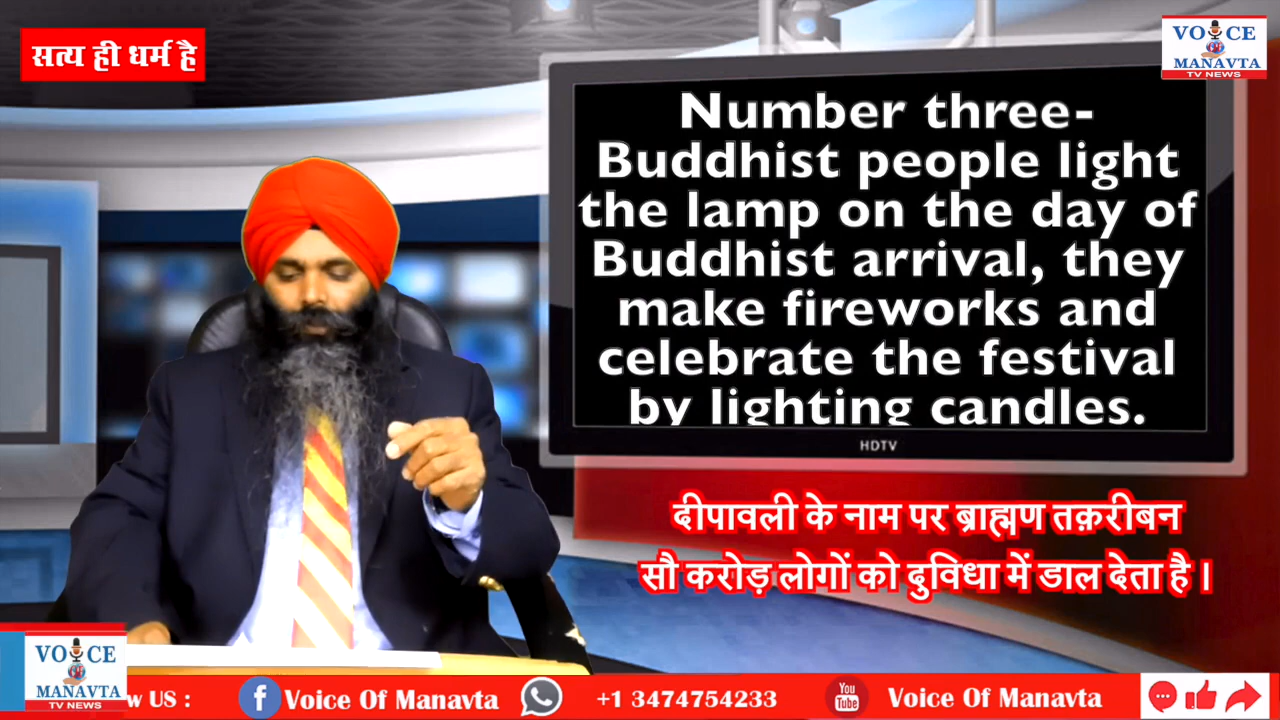 सत्य ही धर्म है
VOICE
MANAVTA
TV NEWS
Number three-
Buddhist people light
the lamp on the day of
Buddhist arrival, they
make fireworks and
celebrate the festival
by lighting candles.
HDTV
दीपावली के नाम पर ब्राह्मण तक़रीबन
सौ करोड़ लोगों को दुविधा में डाल देता है ।
VOICE
MANAVTA
TV NEWS
US : Voice Of Manavta +1 3474754233 You Tube Voice Of Manavta